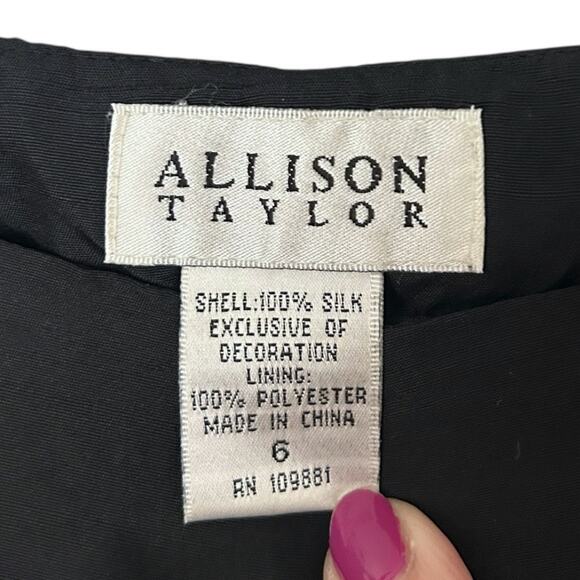 ALLISON
TAYLOR
SHELL:100% SILK
EXCLUSIVE OF
DECORATION
LINING:
100% POLYESTER
MADE IN CHINA
6
RN 109881